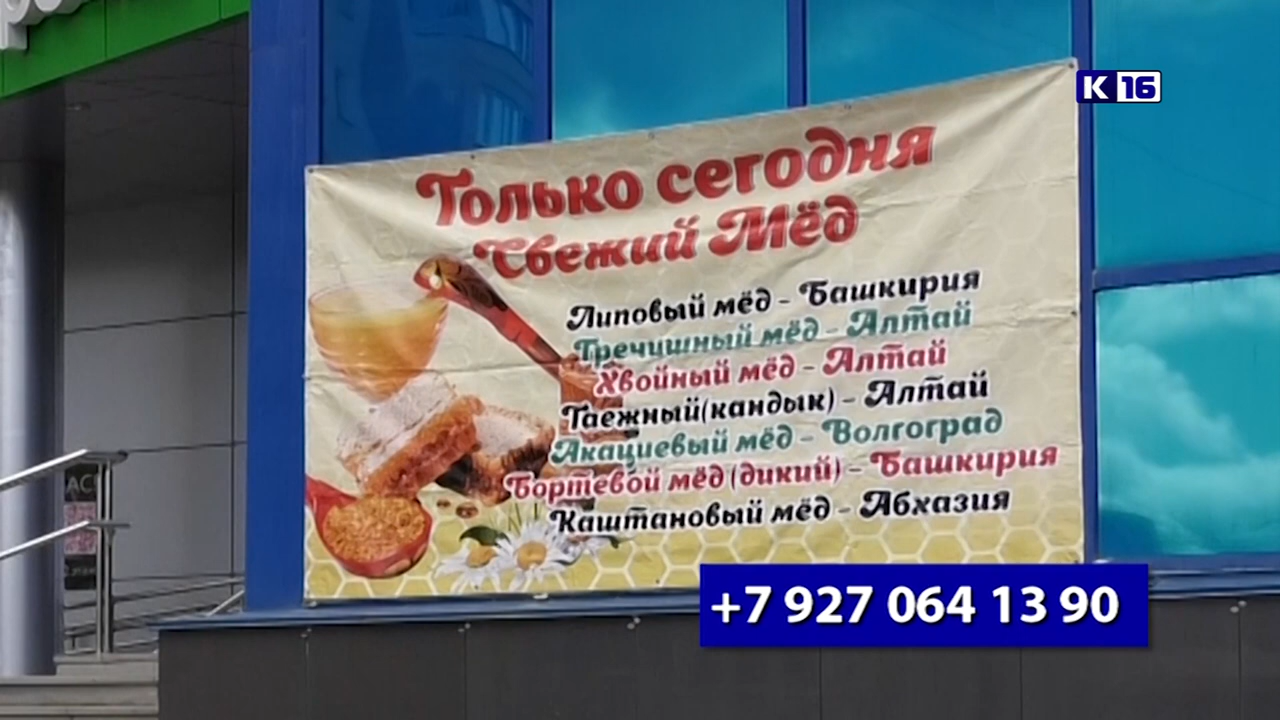 К 16
Только сегодня
Свежий Мёд
Липовый мёд - Башкирия
Гречишный мёд - Алтай
Хвойный мёд - Алтай
Таежный(кандык) - Алтай
Акациевый мёд - Волгоград
Бортевой мёд (дикий) - Башкирия
Каштановый мёд - Абхазия
+7 927 064 13 90